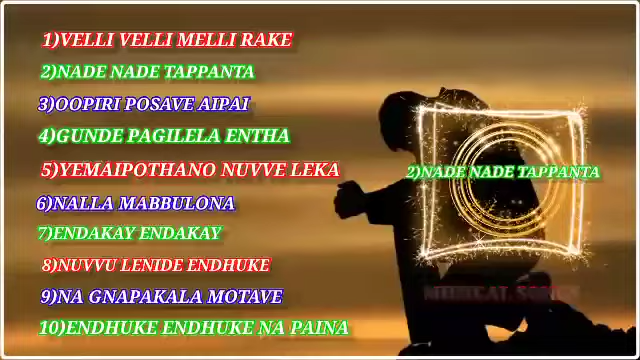 1)VELLI VELLI MELLI RAKE
2)NADE NADE TAPPANTA
3)OOPIRI POSAVE AIPAI
4)GUNDE PAGILELA ENTHA
5)YEMAIPOTHANO NUVVE LEKA
6)NALLA MABBULONA
7)ENDAKAY ENDAKAY
8)NUVVU LENIDE ENDHUKE
9)NA GNAPAKALA MOTAVE
10)ENDHUKE ENDHUKE NA PAINA
2)NADE NADE TAPPANTA